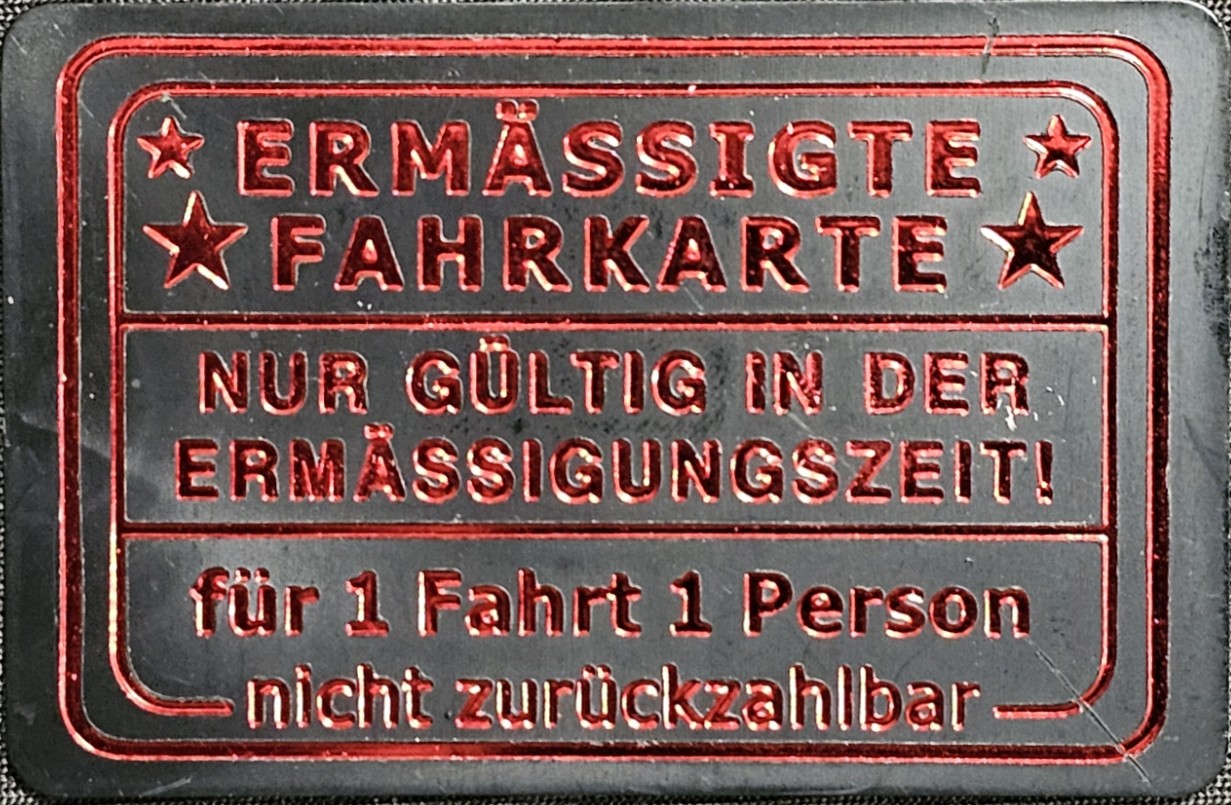 ERMÄSSIGTE
FAHRKARTE
NUR GÜLTIG IN DER
ERMÄSSIGUNGSZEIT!
für 1 Fahrt 1 Person
nicht zurückzahlbar